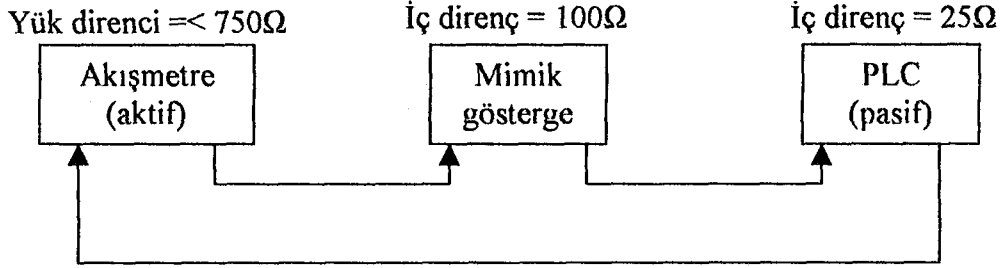 Yük direnci =< 750Ω
İç direnç = 100Ω
İç direnç = 25Ω
Akışmetre
(aktif)
Mimik
gösterge
PLC
(pasif)